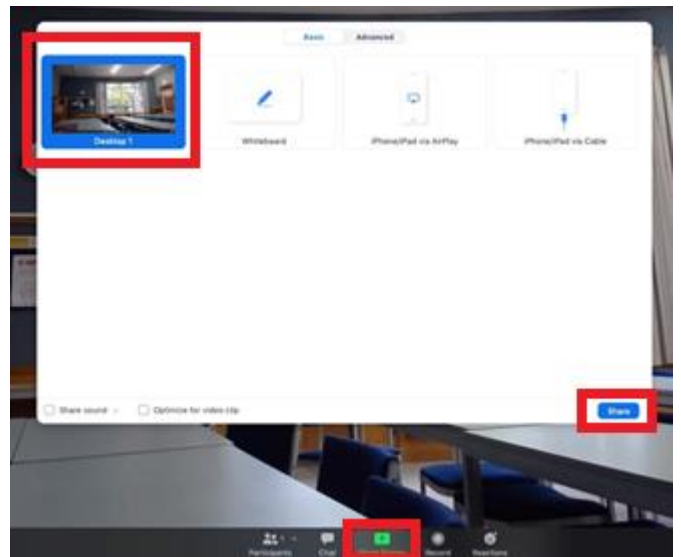 Basic Advanced
Desktop 1 Whiteboard iPhone/iPad via AirPlay iPhone/iPad via Cable
Share sound Optimize for video clip Share
Participants Chat Share Screen Record Reactions